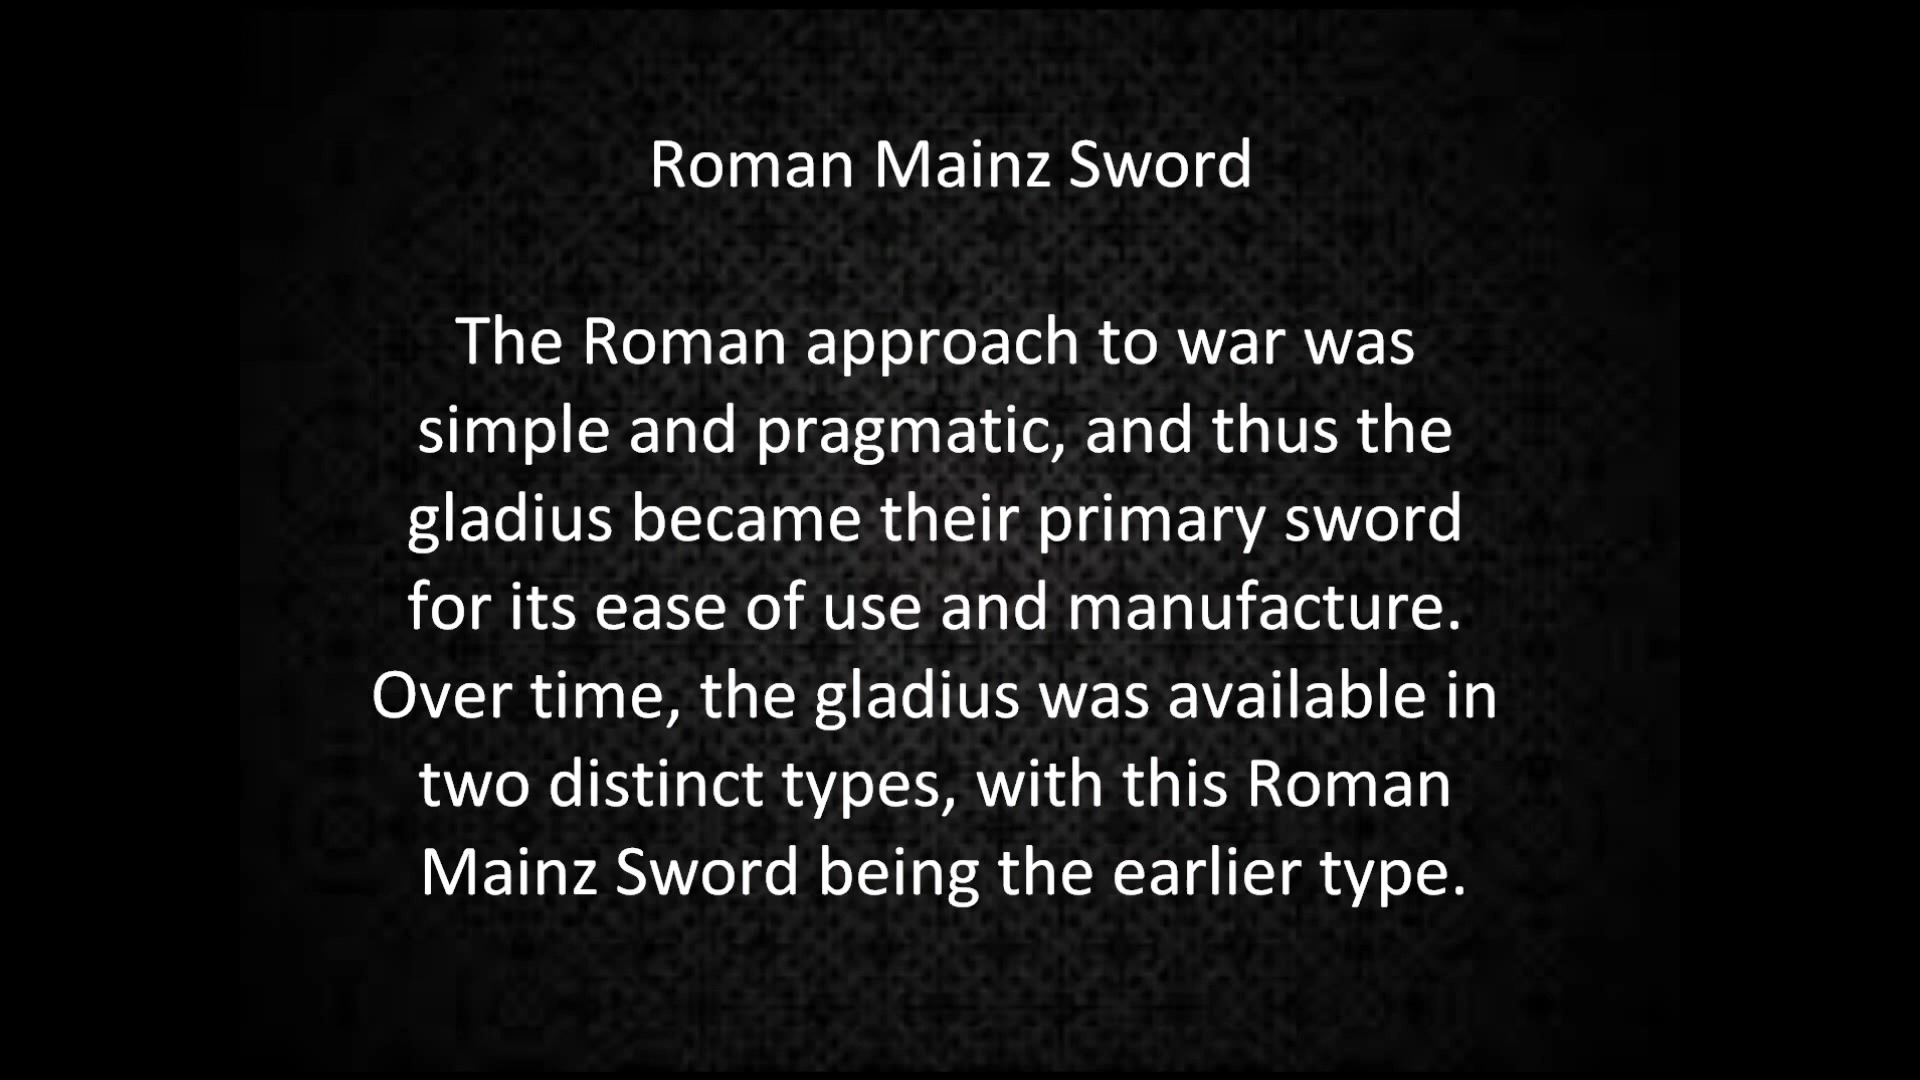 Roman Mainz Sword
The Roman approach to war was
simple and pragmatic, and thus the
gladius became their primary sword
for its ease of use and manufacture.
Over time, the gladius was available in
two distinct types, with this Roman
Mainz Sword being the earlier type.